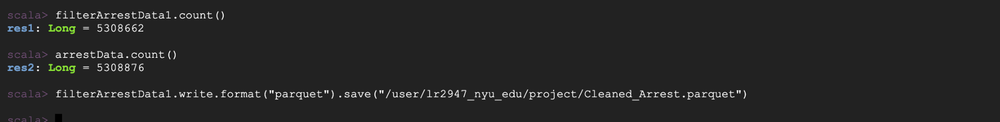 scala> filterArrestData1.count()
res1: Long = 5308662
scala> arrestData.count()
res2: Long = 5308876
scala> filterArrestData1.write.format("parquet").save("/user/lr2947_nyu_edu/project/Cleaned_Arrest.parquet")
scala>